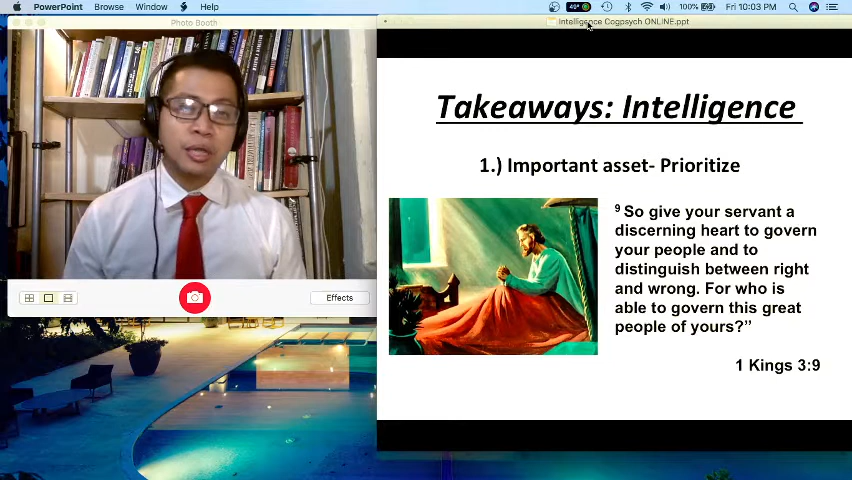 PowerPoint Browse Window Help
49° 100% Fri 10:03 PM
Photo Booth
Intelligence Cogpsych ONLINE.ppt
Takeaways: Intelligence
1.) Important asset- Prioritize
9 So give your servant a
discerning heart to govern
your people and to
distinguish between right
and wrong. For who is
able to govern this great
people of yours?”
1 Kings 3:9
Effects